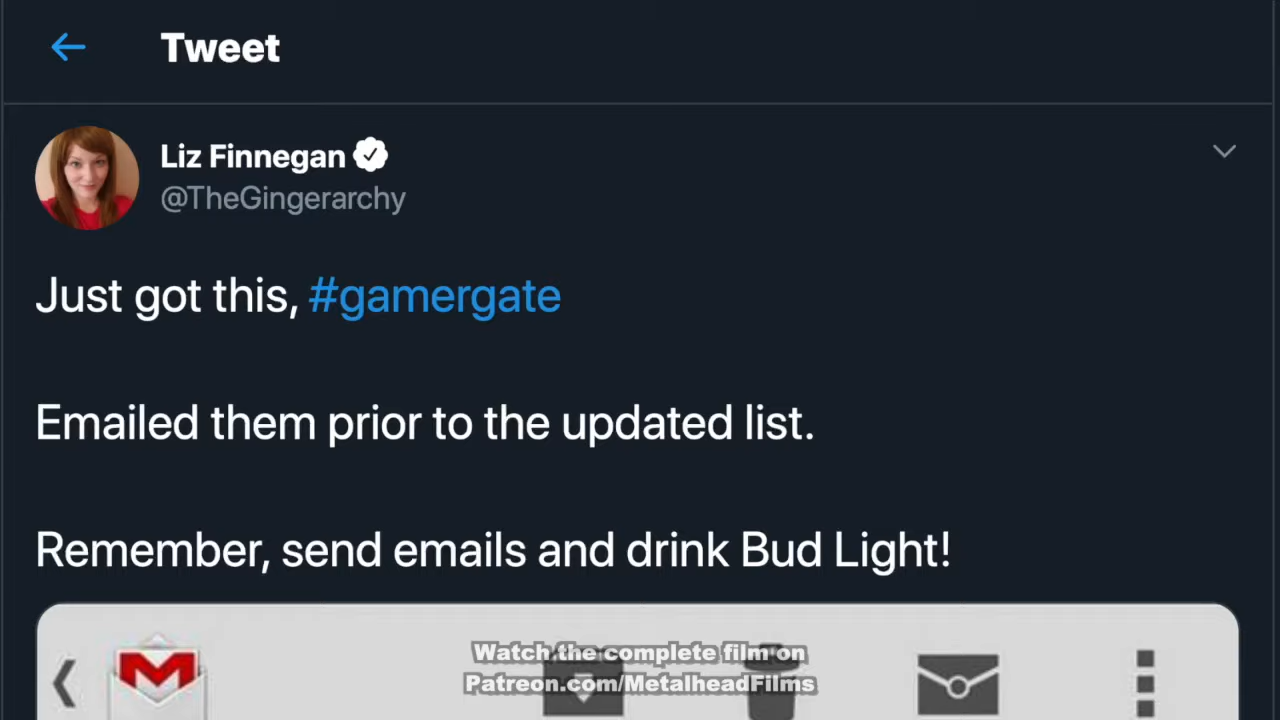 Tweet
Liz Finnegan
@TheGingerarchy
Just got this, #gamergate
Emailed them prior to the updated list.
Remember, send emails and drink Bud Light!
Watch the complete film on
Patreon.com/MetalheadFilms